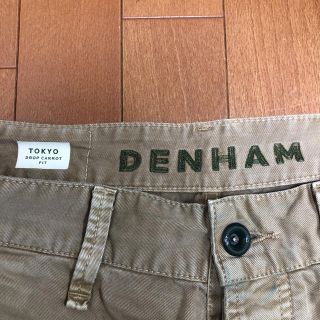 TOKYO
DROP CARROT
FIT
DENHAM